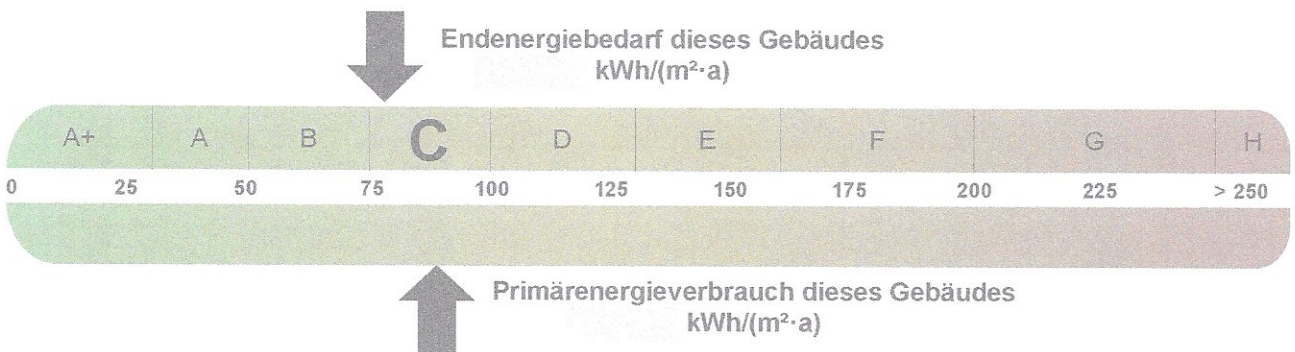 Endenergiebedarf dieses Gebäudes
kWh/(m²·a)
A+ A B C D E F G H
0 25 50 75 100 125 150 175 200 225 > 250
Primärenergieverbrauch dieses Gebäudes
kWh/(m²·a)